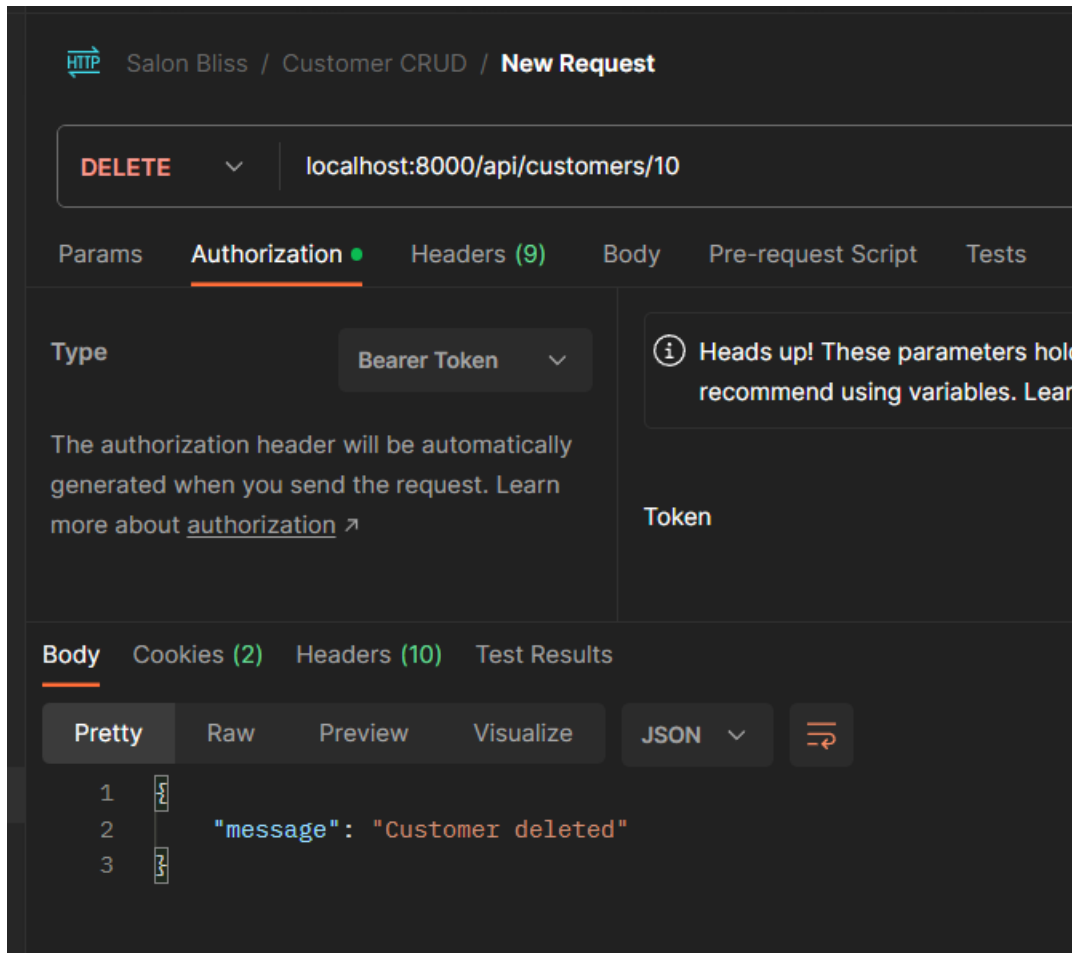 HTTP Salon Bliss / Customer CRUD / New Request
DELETE localhost:8000/api/customers/10
Params Authorization Headers (9) Body Pre-request Script Tests
Type Bearer Token
The authorization header will be automatically
generated when you send the request. Learn
more about authorization ↗
Heads up! These parameters hol
recommend using variables. Lear
Token
Body Cookies (2) Headers (10) Test Results
Pretty Raw Preview Visualize JSON
1 {
2 "message": "Customer deleted"
3 }